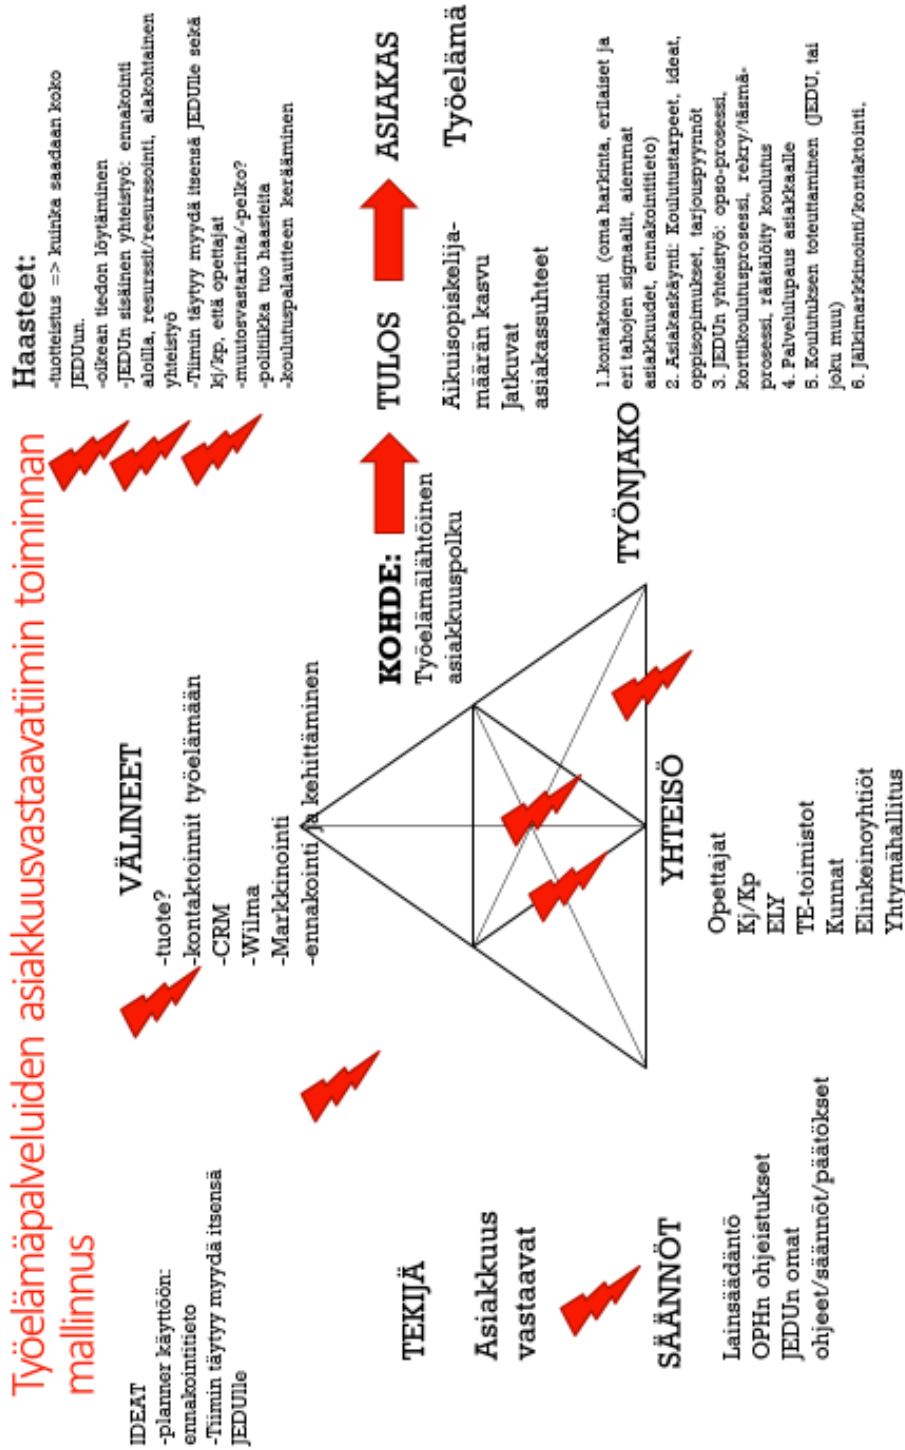 Työelämäpalveluiden asiakkuusvastaavatiimin toiminnan
mallinnus
IDEAT
-planner käyttöön:
ennakointitieto
-Tiimin täytyy myydä itsensä
JEDUlle
VÄLINEET
-tuote?
-kontaktoinnit työelämään
-CRM
-Wilma
-Markkinointi
-ennakointi ja kehittäminen
Haasteet:
-tuotteistus => kuinka saadaan koko
JEDUun.
-oikean tiedon löytäminen
-JEDUn sisäinen yhteistyö: ennakointi
aloilla, resurssit/resurssointi, alakohtainen
yhteistyö
-Tiimin täytyy myydä itsensä JEDUlle sekä
kj/kp, että opettajat
-muutosvastarinta/-pelko?
-politiikka tuo haasteita
-koulutuspalautteen kerääminen
TEKIJÄ
Asiakkuus
vastaavat
KOHDE:
Työelämälähtöinen
asiakkuuspolku
TULOS
Aikuisopiskelija-
määrän kasvu
Jatkuvat
asiakassuhteet
ASIAKAS
Työelämä
SÄÄNNÖT
Lainsäädäntö
OPHn ohjeistukset
JEDUn omat
ohjeet/säännöt/päätökset
YHTEISÖ
Opettajat
Kj/Kp
ELY
TE-toimistot
Kunnat
Elinkeinoyhtiöt
Yhtymähallitus
TYÖNJAKO
1.kontaktointi (oma harkinta, erilaiset ja
eri tahojen signaalit, aiemmat
asiakkuudet, ennakointitieto)
2. Asiakaskäynti: Koulutustarpeet, ideat,
oppisopimukset, tarjouspyynnöt
3. JEDUn yhteistyö: opso-prosessi,
korttikoulutusprosessi, rekry/täsmä-
prosessi, räätälöity koulutus
4. Palvelulupaus asiakkaalle
5. Koulutuksen toteuttaminen (JEDU, tai
joku muu)
6. Jälkimarkkinointi/kontaktointi.